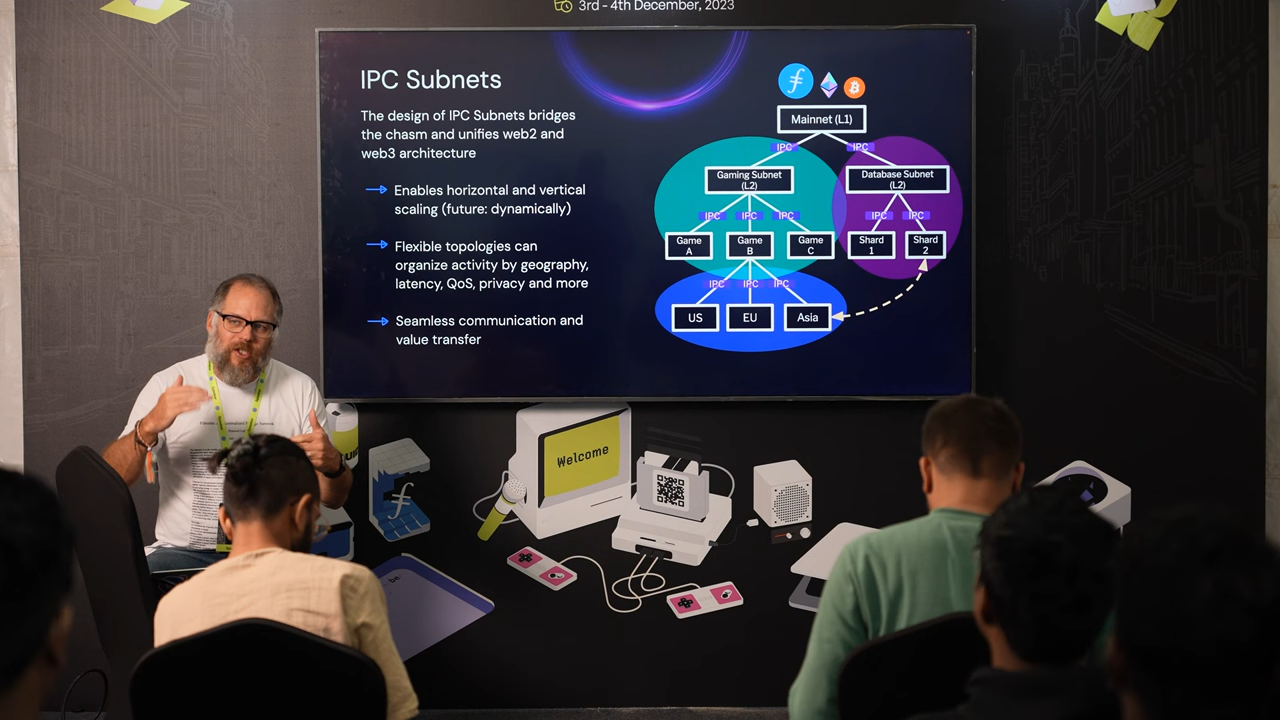 3rd - 4th December, 2023
IPC Subnets
The design of IPC Subnets bridges
the chasm and unifies web2 and
web3 architecture
Enables horizontal and vertical
scaling (future: dynamically)
Flexible topologies can
organize activity by geography,
latency, QoS, privacy and more
Seamless communication and
value transfer
Mainnet (L1)
IPC IPC
Gaming Subnet
(L2)
Database Subnet
(L2)
IPC IPC IPC
IPC IPC
Game
A
Game
B
Game
C
Shard
1
Shard
2
IPC IPC IPC
US EU Asia
Welcome